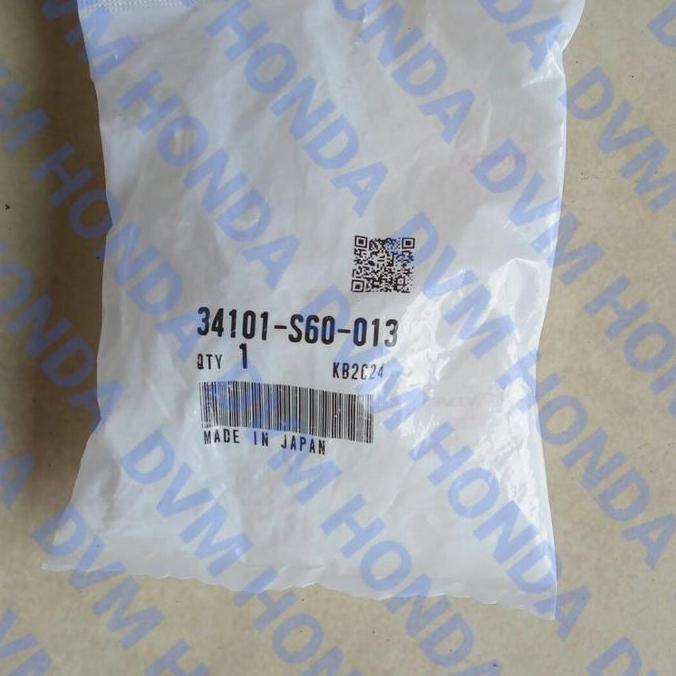 34101-S60-013
QTY 1
KB2C24
MADE IN JAPAN
DVM HONDA